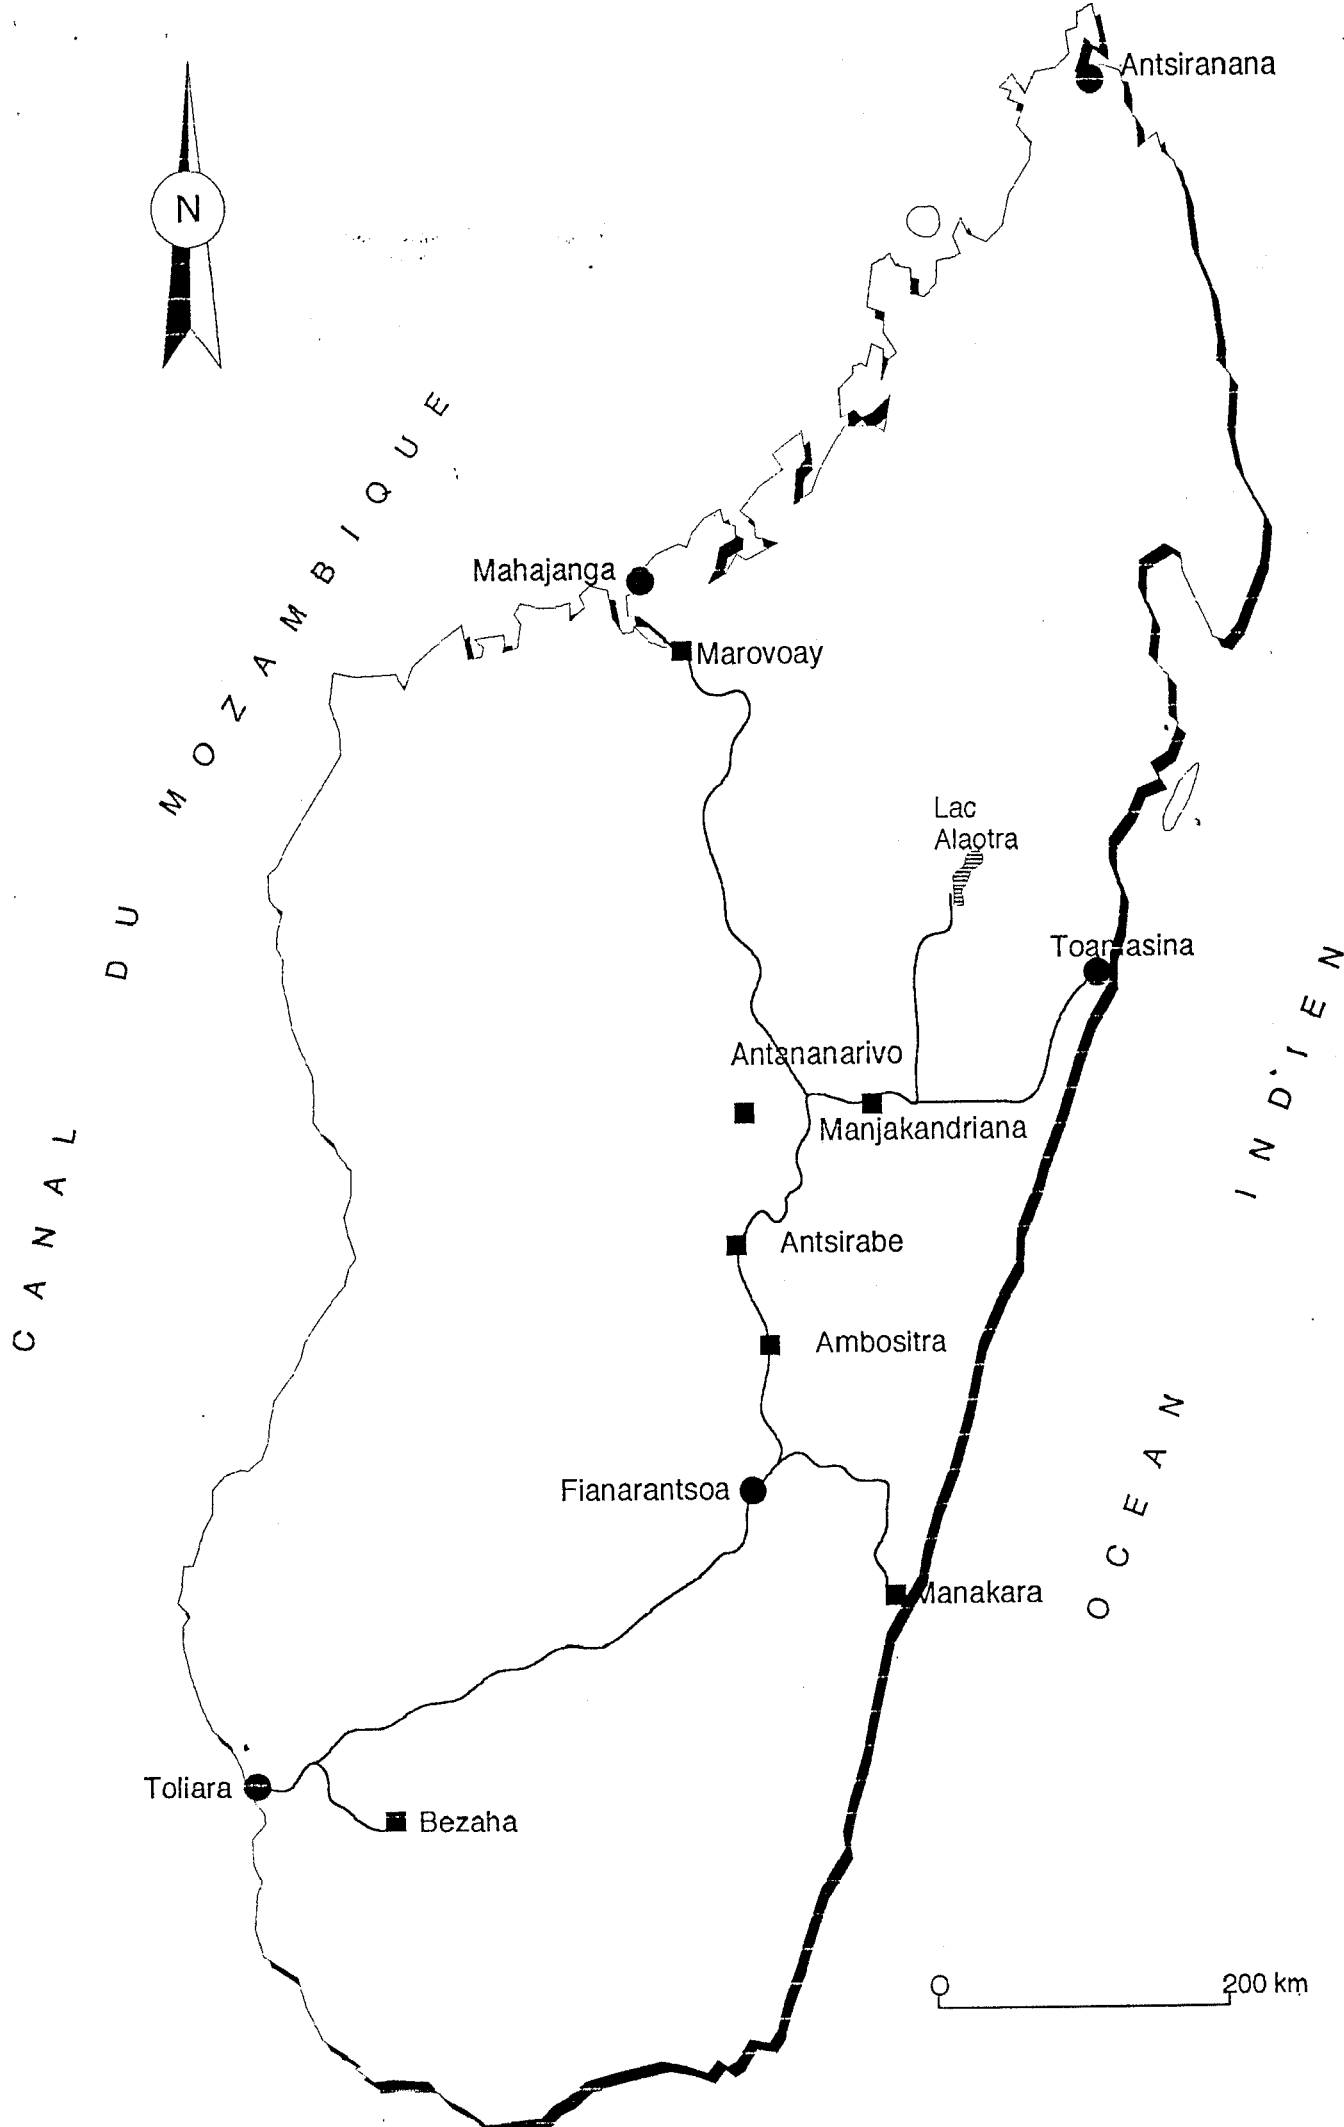 Antsiranana
N
CANAL DU MOZAMBIQUE
Mahajanga
Marovoay
Lac
Alaotra
Toamasina
Antananarivo
Manjakandriana
OCEAN INDIEN
Antsirabe
Ambositra
Fianarantsoa
Manakara
Toliara
Bezaha
0 200 km